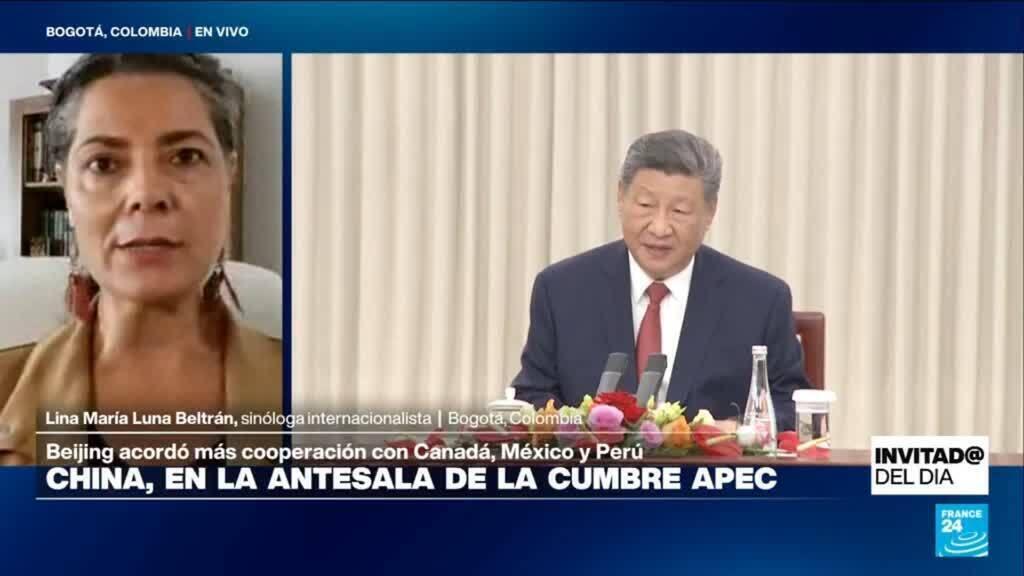 BOGOTÁ, COLOMBIA | EN VIVO
Lina María Luna Beltrán, sinóloga internacionalista | Bogotá, Colombia
Beijing acordó más cooperación con Canadá, México y Perú
CHINA, EN LA ANTESALA DE LA CUMBRE APEC
INVITAD@
DEL DIA
FRANCE
24